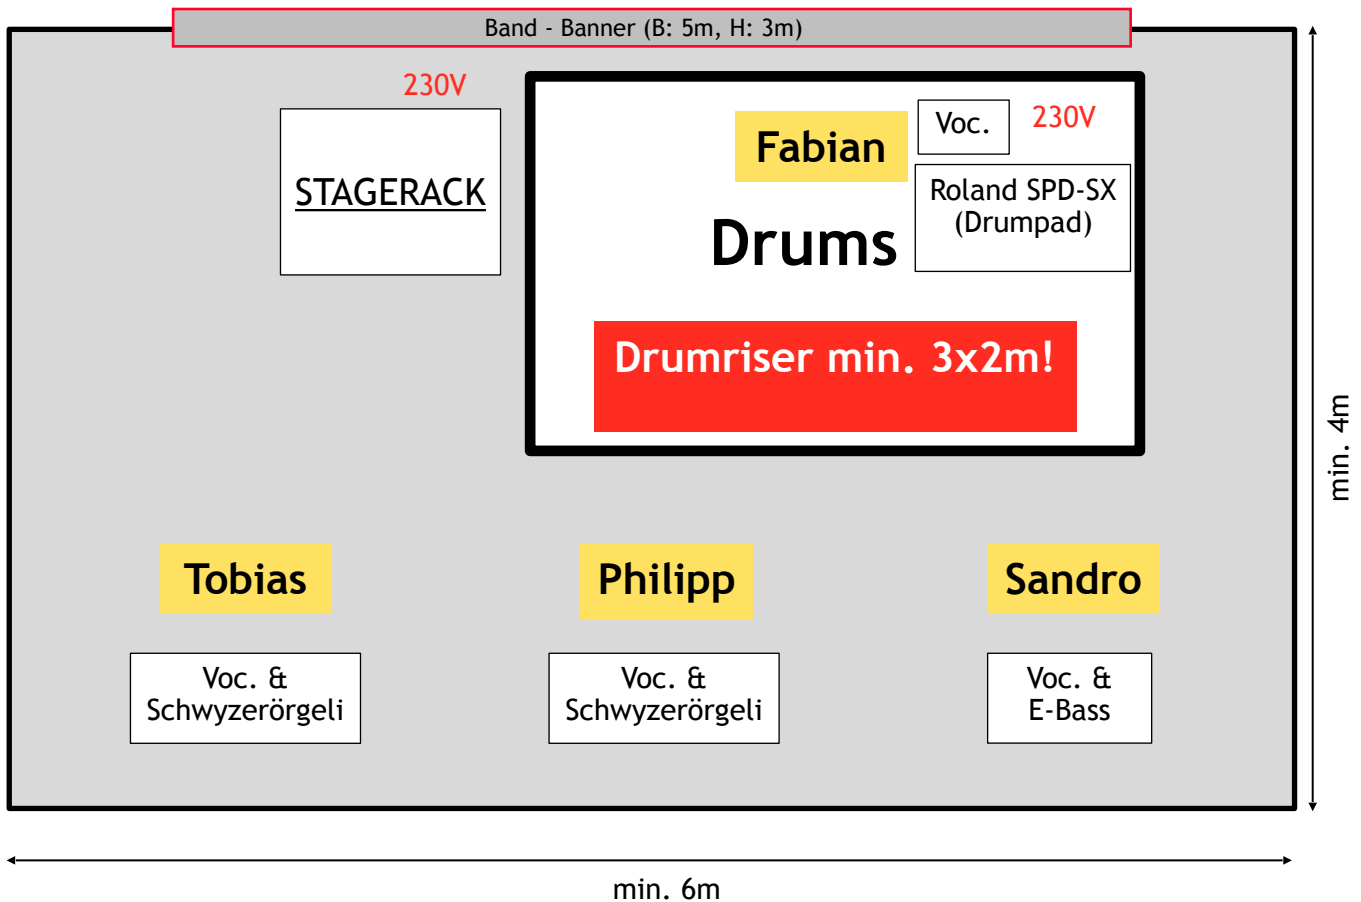 Band - Banner (B: 5m, H: 3m)
230V
STAGERACK
Fabian
Voc.
230V
Roland SPD-SX
(Drumpad)
Drums
Drumriser min. 3x2m!
min. 4m
Tobias
Philipp
Sandro
Voc. &
Schwyzerörgeli
Voc. &
Schwyzerörgeli
Voc. &
E-Bass
min. 6m